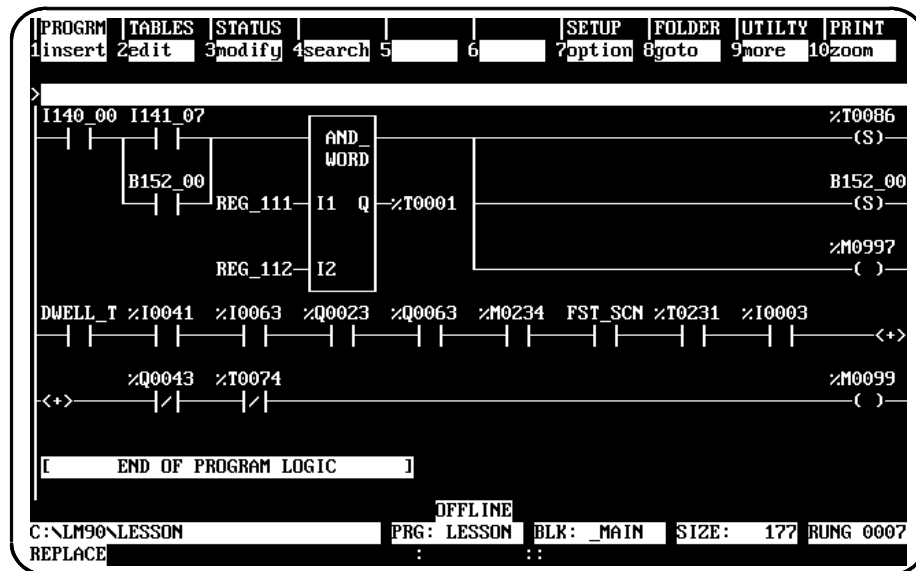 PROGRM TABLES STATUS SETUP FOLDER UTILTY PRINT
1insert 2edit 3modify 4search 5 6 7option 8goto 9more 10zoom
>
I140_00 I141_07 %T0086
AND_ (S)
WORD
B152_00 B152_00
REG_111 I1 Q %T0001 (S)
%M0997
REG_112 I2 ( )
DWELL_T %I0041 %I0063 %Q0023 %Q0063 %M0234 FST_SCN %T0231 %I0003
<+>
%Q0043 %T0074 %M0099
<+> ( )
[ END OF PROGRAM LOGIC ]
OFFLINE
C:\LM90\LESSON PRG: LESSON BLK: _MAIN SIZE: 177 RUNG 0007
REPLACE : ::